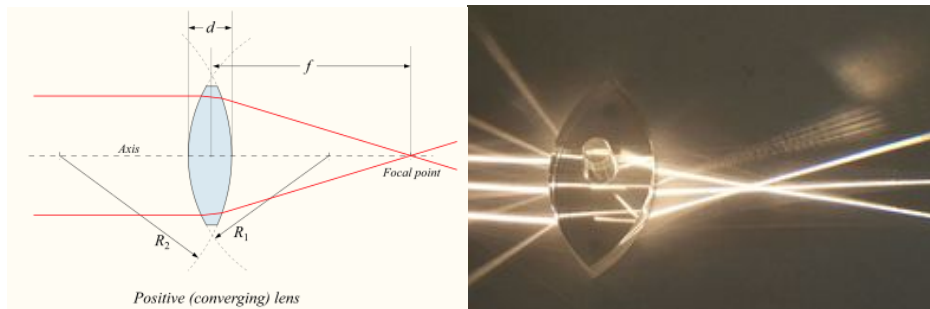 d
f
Axis
Focal point
R2
R1
Positive (converging) lens